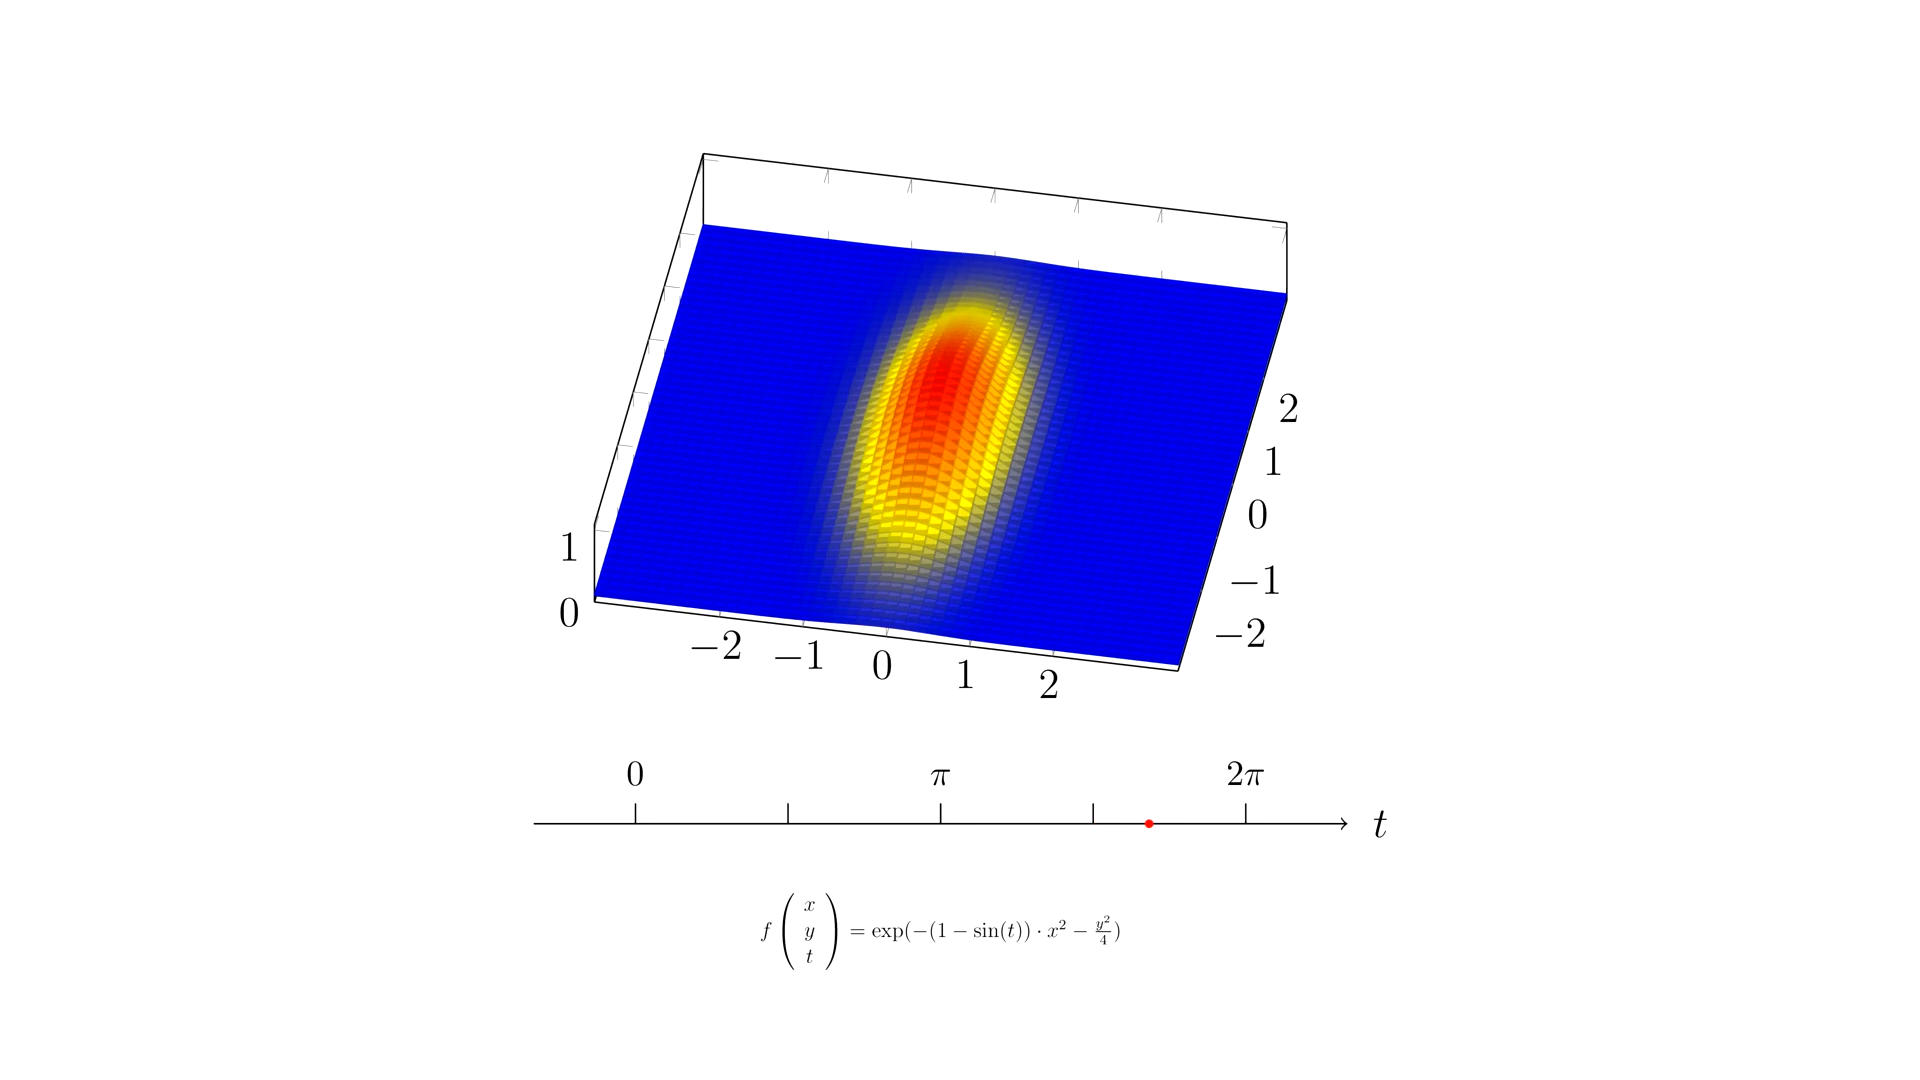 2
1
0
−1
−2
1
0
−2 −1 0 1 2
0 π 2π
t
f ( x y t ) = exp(−(1 − sin(t)) · x² − y²/4)